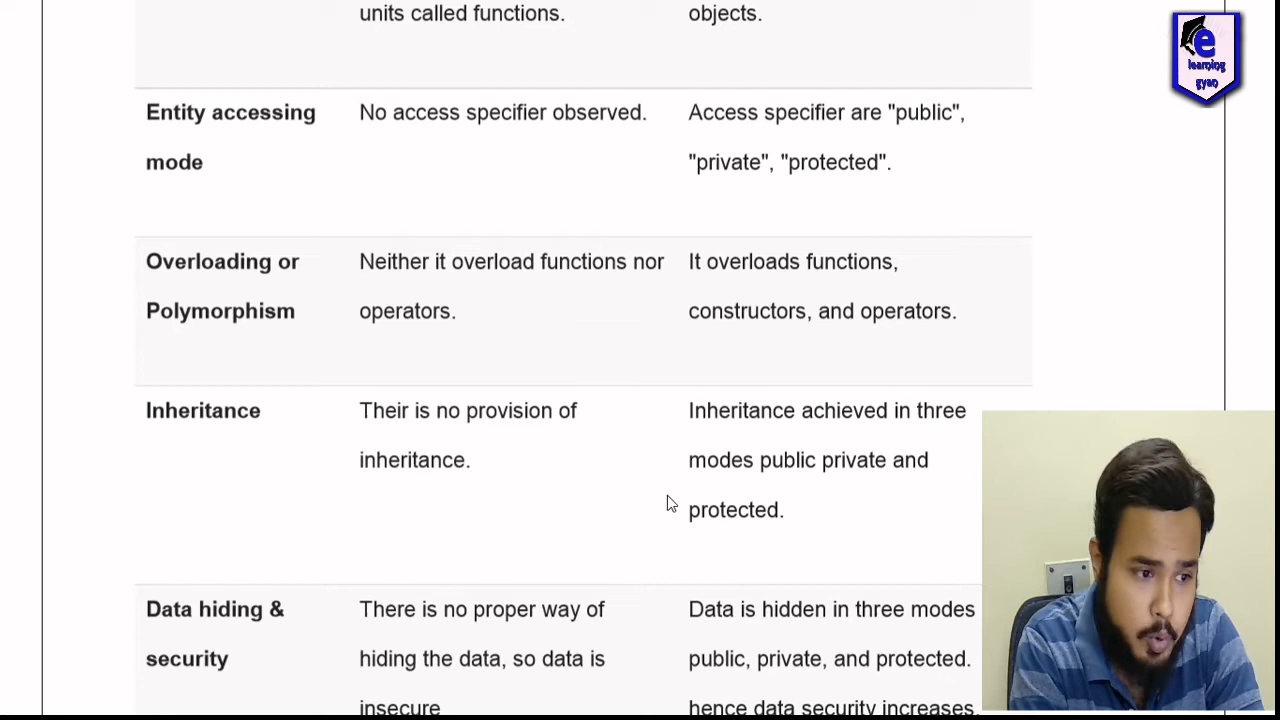 units called functions.
objects.
e
learning
gyan
Entity accessing
mode
No access specifier observed.
Access specifier are "public",
"private", "protected".
Overloading or
Polymorphism
Neither it overload functions nor
operators.
It overloads functions,
constructors, and operators.
Inheritance
Their is no provision of
inheritance.
Inheritance achieved in three
modes public private and
protected.
Data hiding &
security
There is no proper way of
hiding the data, so data is
insecure
Data is hidden in three modes
public, private, and protected.
hence data security increases.